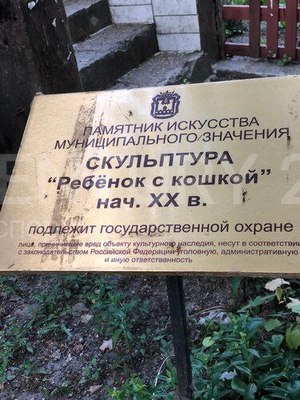 ПАМЯТНИК ИСКУССТВА
МУНИЦИПАЛЬНОГО ЗНАЧЕНИЯ
СКУЛЬПТУРА
“Ребёнок с кошкой”
нач. XX в.
подлежит государственной охране
лица, причинившие вред объекту культурного наследия, несут в соответствии
с законодательством Российской Федерации уголовную, административную
и иную ответственность